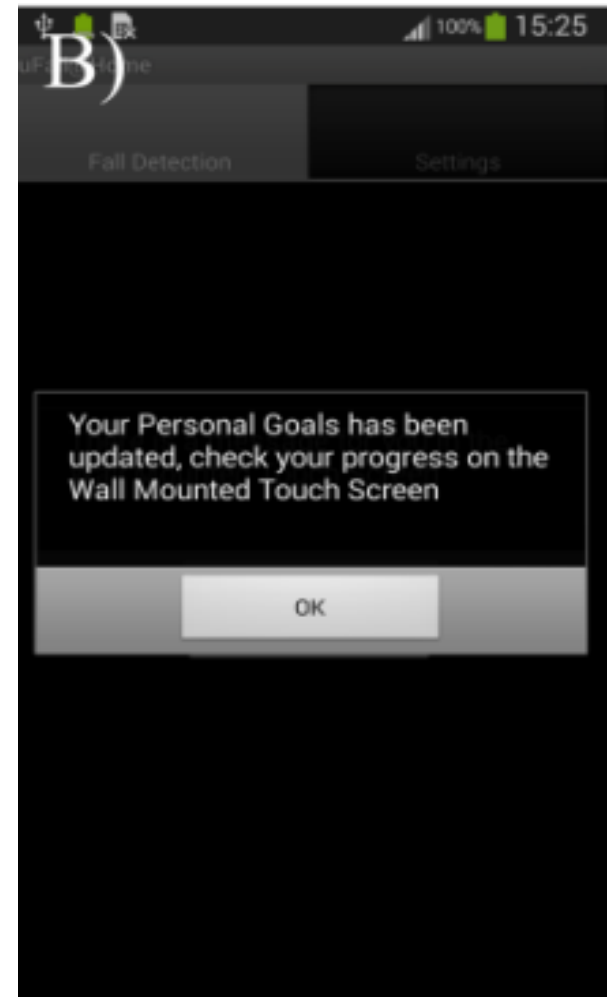 100% 15:25
B)
Fall Detection Settings
Your Personal Goals has been
updated, check your progress on the
Wall Mounted Touch Screen
OK